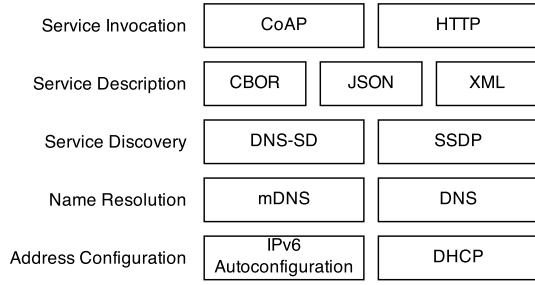 Service Invocation CoAP HTTP
Service Description CBOR JSON XML
Service Discovery DNS-SD SSDP
Name Resolution mDNS DNS
Address Configuration IPv6 Autoconfiguration DHCP